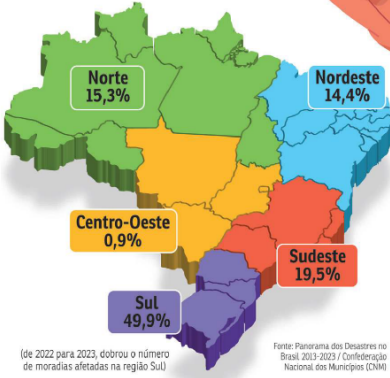 Norte
15,3%
Nordeste
14,4%
Centro-Oeste
0,9%
Sudeste
19,5%
Sul
49,9%
(de 2022 para 2023, dobrou o número
de moradias afetadas na região Sul)
Fonte: Panorama dos Desastres no
Brasil 2013-2023 / Confederação
Nacional dos Municípios (CNM)